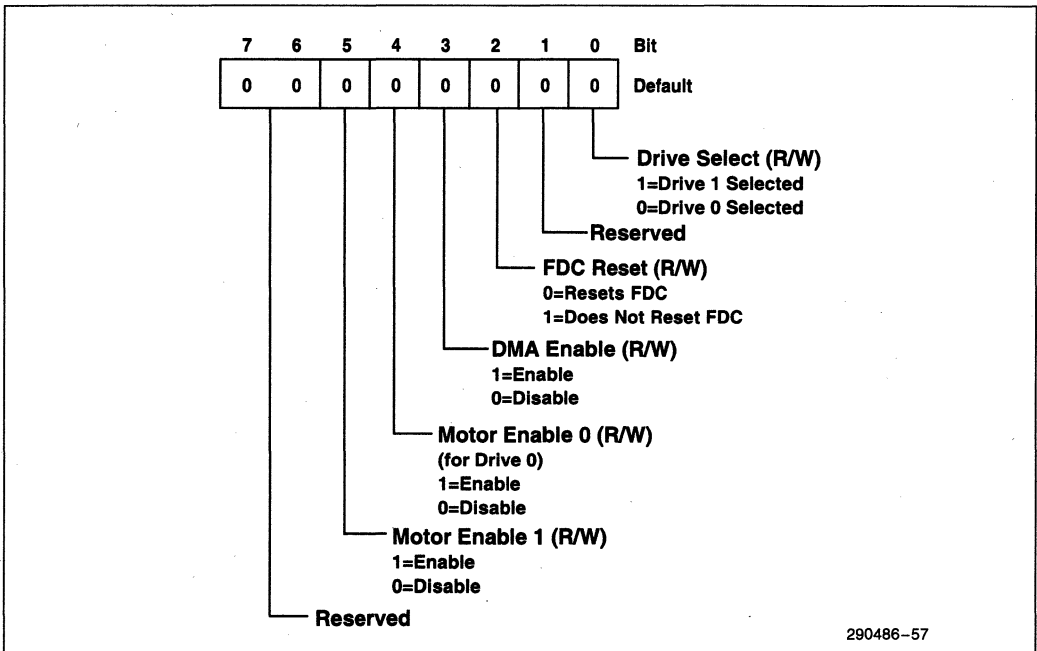 7 6 5 4 3 2 1 0 Bit
0 0 0 0 0 0 0 0 Default
Drive Select (R/W)
1=Drive 1 Selected
0=Drive 0 Selected
Reserved
FDC Reset (R/W)
0=Resets FDC
1=Does Not Reset FDC
DMA Enable (R/W)
1=Enable
0=Disable
Motor Enable 0 (R/W)
(for Drive 0)
1=Enable
0=Disable
Motor Enable 1 (R/W)
1=Enable
0=Disable
Reserved
290486–57